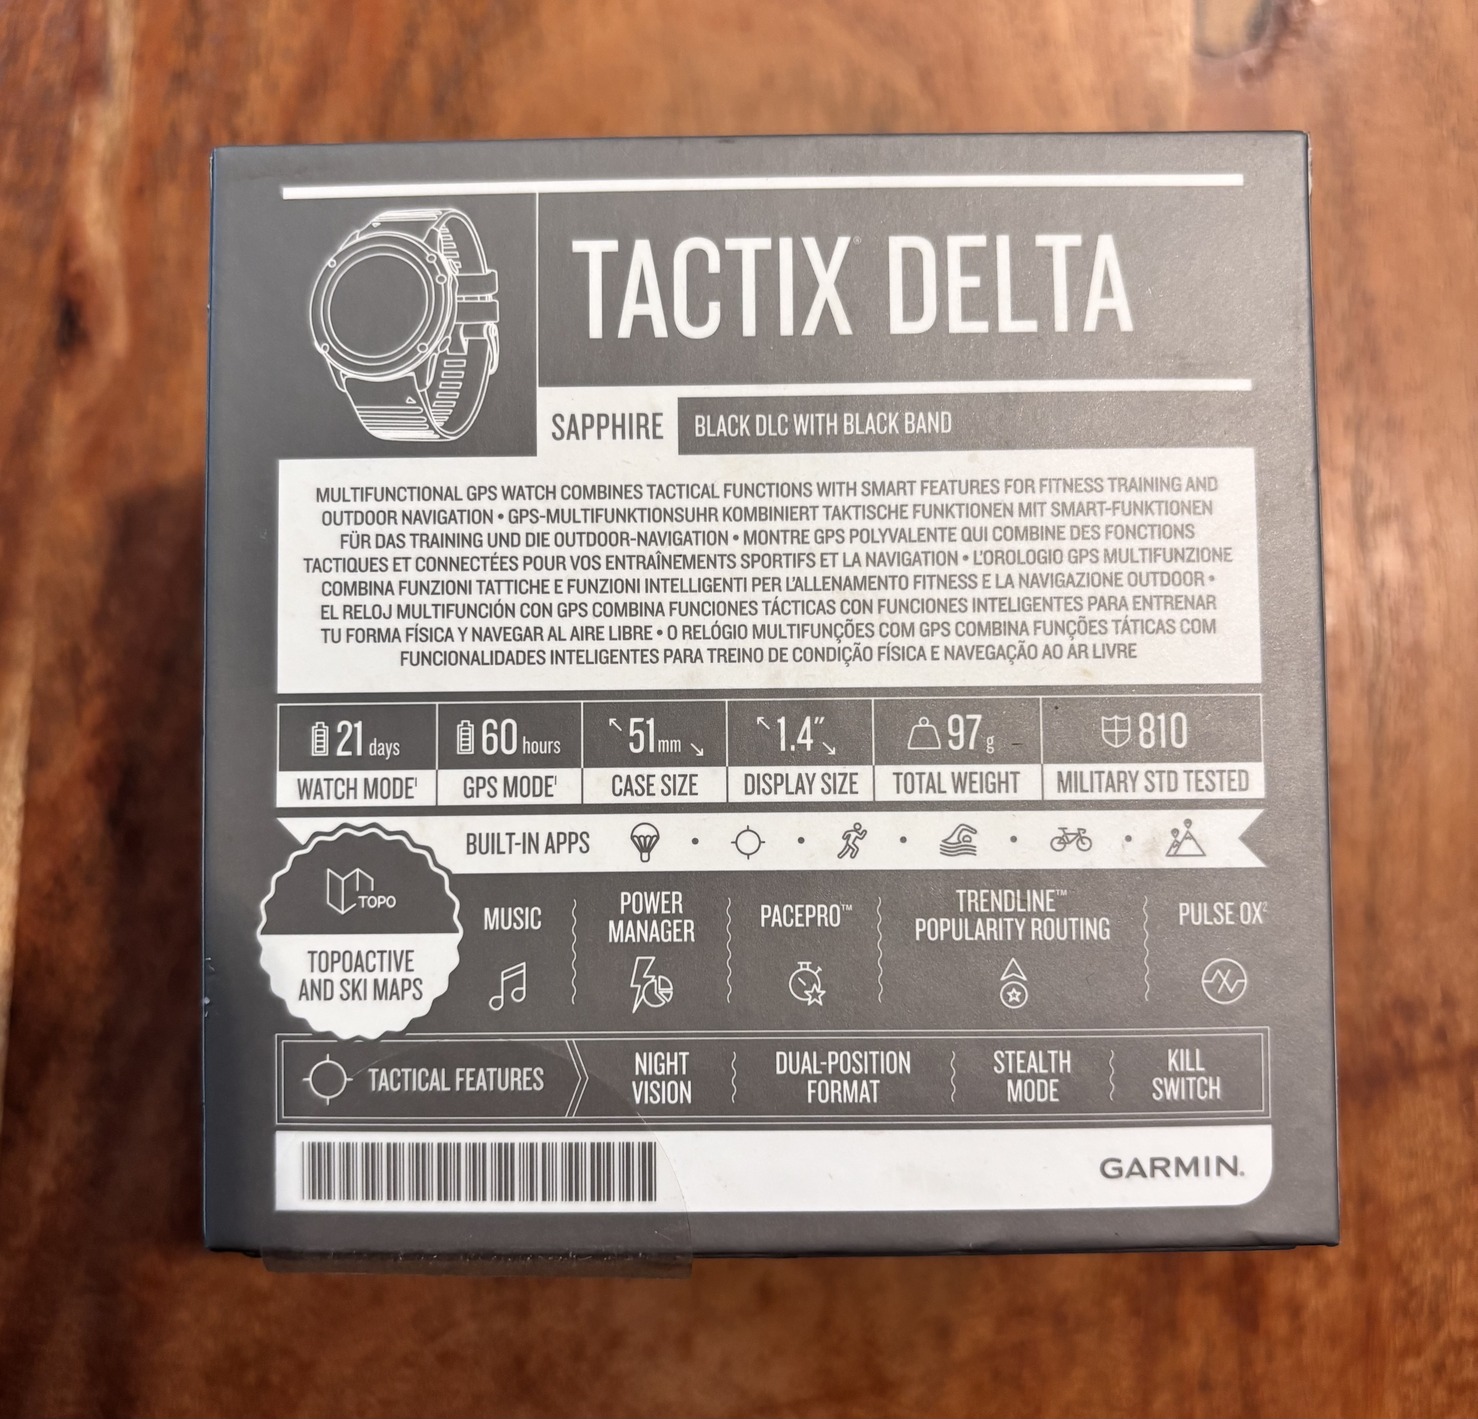 TACTIX® DELTA
SAPPHIRE
BLACK DLC WITH BLACK BAND
MULTIFUNCTIONAL GPS WATCH COMBINES TACTICAL FUNCTIONS WITH SMART FEATURES FOR FITNESS TRAINING AND
OUTDOOR NAVIGATION • GPS-MULTIFUNKTIONSUHR KOMBINIERT TAKTISCHE FUNKTIONEN MIT SMART-FUNKTIONEN
FÜR DAS TRAINING UND DIE OUTDOOR-NAVIGATION • MONTRE GPS POLYVALENTE QUI COMBINE DES FONCTIONS
TACTIQUES ET CONNECTÉES POUR VOS ENTRAÎNEMENTS SPORTIFS ET LA NAVIGATION • L'OROLOGIO GPS MULTIFUNZIONE
COMBINA FUNZIONI TATTICHE E FUNZIONI INTELLIGENTI PER L'ALLENAMENTO FITNESS E LA NAVIGAZIONE OUTDOOR •
EL RELOJ MULTIFUNCIÓN CON GPS COMBINA FUNCIONES TÁCTICAS CON FUNCIONES INTELIGENTES PARA ENTRENAR
TU FORMA FÍSICA Y NAVEGAR AL AIRE LIBRE • O RELÓGIO MULTIFUNÇÕES COM GPS COMBINA FUNÇÕES TÁTICAS COM
FUNCIONALIDADES INTELIGENTES PARA TREINO DE CONDIÇÃO FÍSICA E NAVEGAÇÃO AO AR LIVRE
21 days
WATCH MODE¹
60 hours
GPS MODE¹
51 mm
CASE SIZE
1.4″
DISPLAY SIZE
97 g
TOTAL WEIGHT
810
MILITARY STD TESTED
BUILT-IN APPS
TOPO
TOPOACTIVE
AND SKI MAPS
MUSIC
POWER
MANAGER
PACEPRO™
TRENDLINE™
POPULARITY ROUTING
PULSE OX²
TACTICAL FEATURES
NIGHT
VISION
DUAL-POSITION
FORMAT
STEALTH
MODE
KILL
SWITCH
GARMIN.